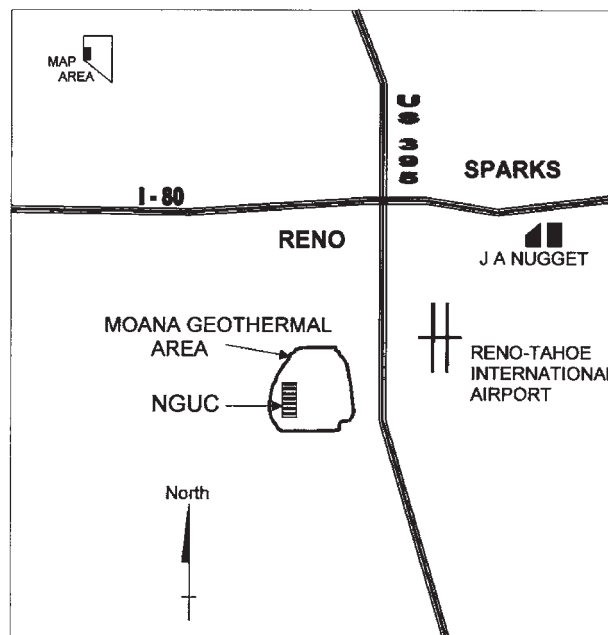 MAP
AREA
US 395
SPARKS
I - 80
RENO
J A NUGGET
MOANA GEOTHERMAL
AREA
RENO-TAHOE
INTERNATIONAL
AIRPORT
NGUC
North